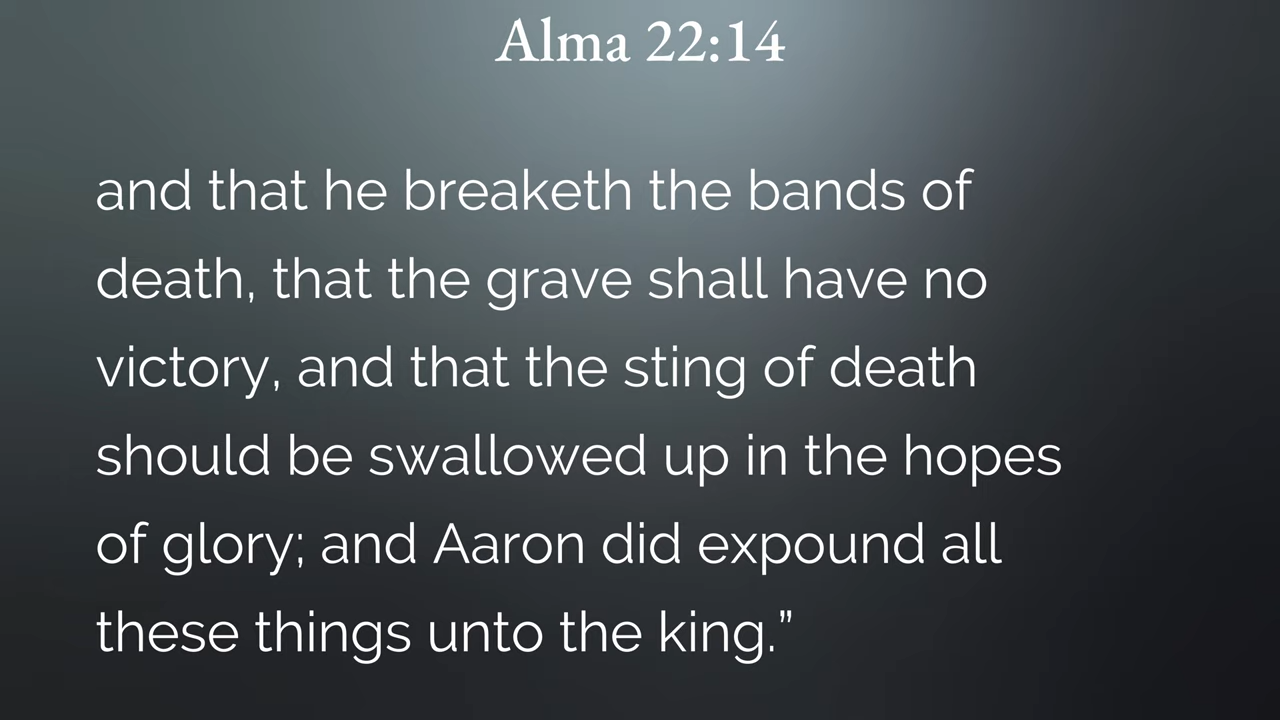 Alma 22:14
and that he breaketh the bands of
death, that the grave shall have no
victory, and that the sting of death
should be swallowed up in the hopes
of glory; and Aaron did expound all
these things unto the king.”